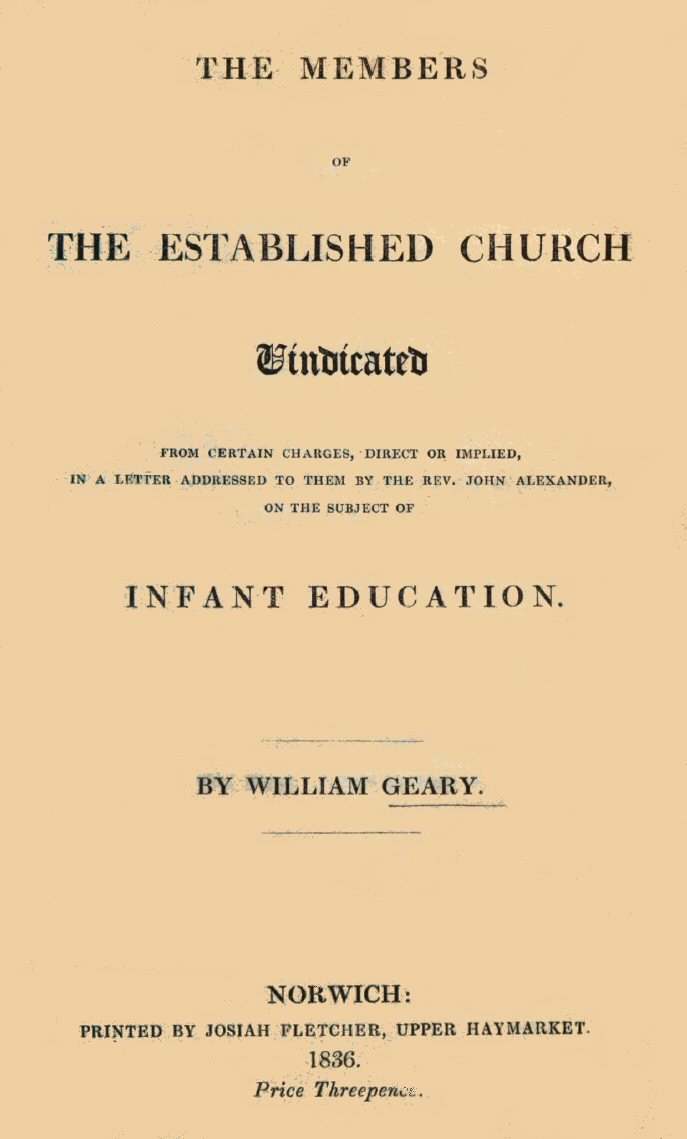 THE MEMBERS
OF
THE ESTABLISHED CHURCH
Vindicated
FROM CERTAIN CHARGES, DIRECT OR IMPLIED,
IN A LETTER ADDRESSED TO THEM BY THE REV. JOHN ALEXANDER,
ON THE SUBJECT OF
INFANT EDUCATION.
BY WILLIAM GEARY.
NORWICH:
PRINTED BY JOSIAH FLETCHER, UPPER HAYMARKET.
1836.
Price Threepence.